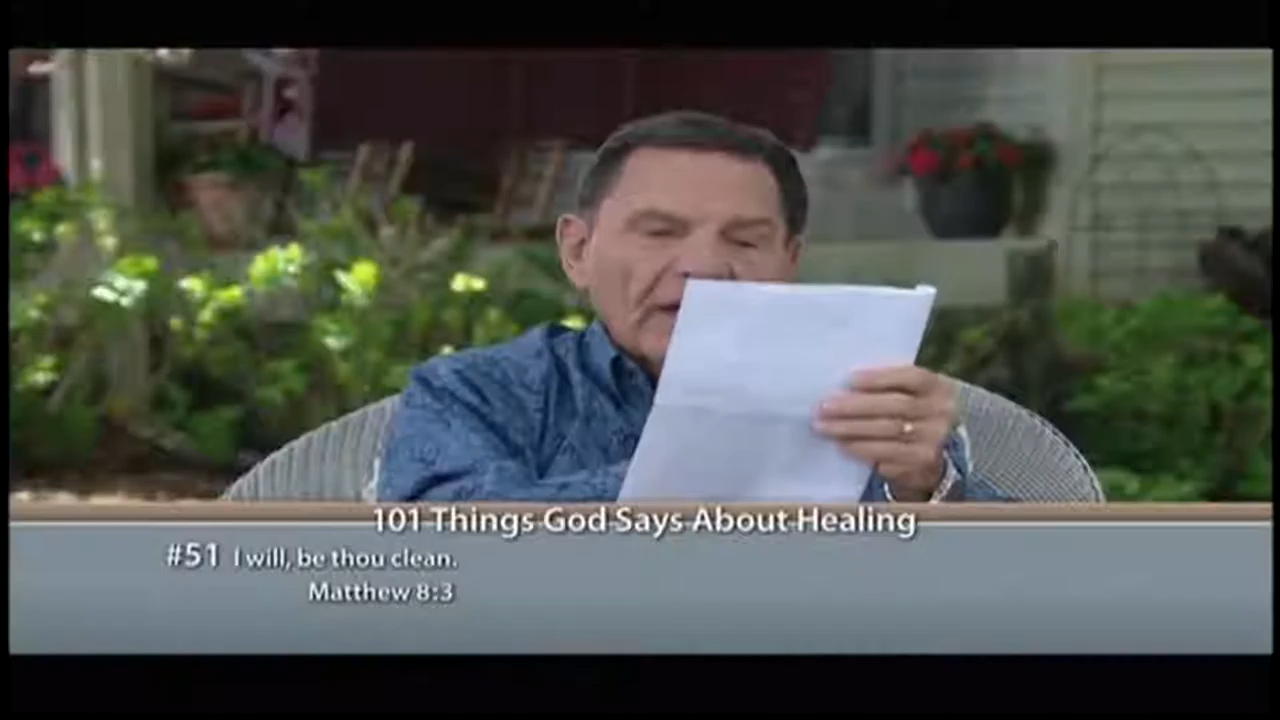 101 Things God Says About Healing
#51 I will, be thou clean.
Matthew 8:3